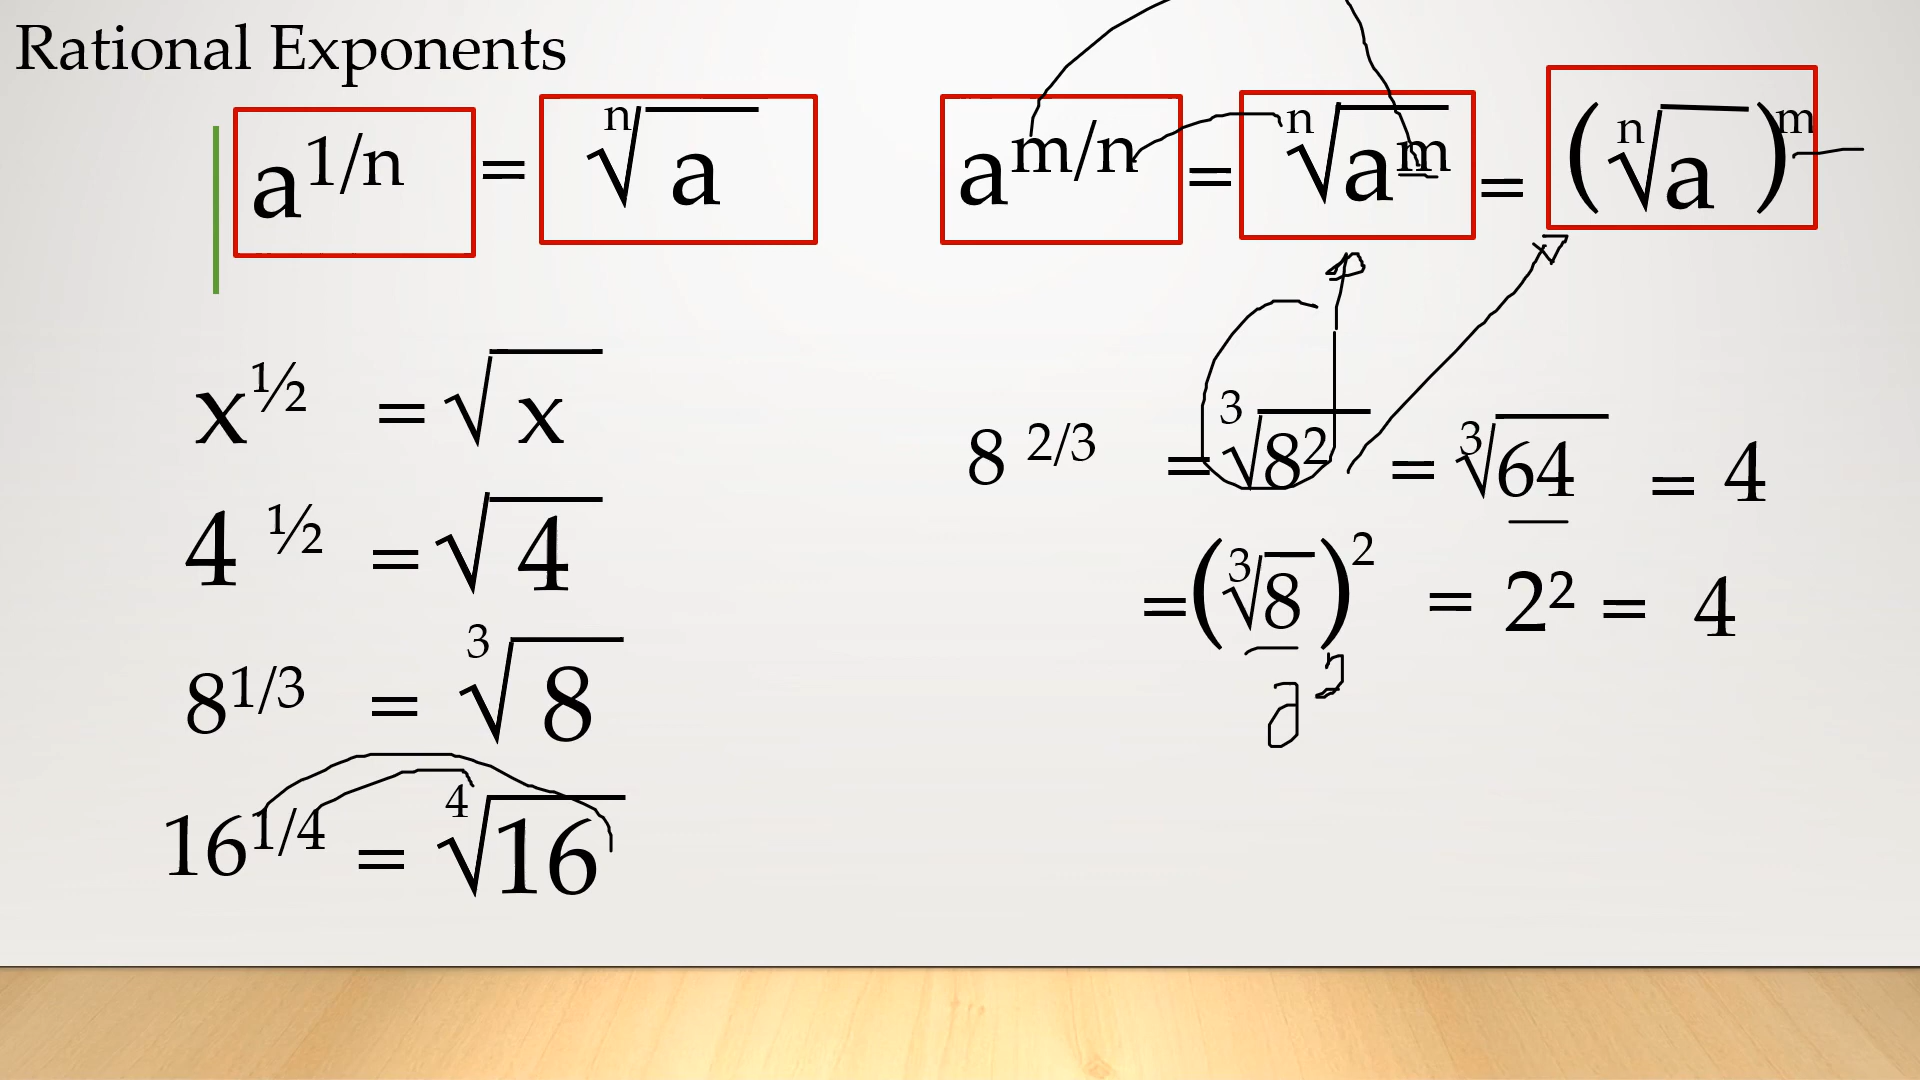 Rational Exponents
a^{1/n} = ⁿ√a
a^{m/n} = ⁿ√a^m = (ⁿ√a)^m
x^½ = √x
4^½ = √4
8^{1/3} = ³√8
16^{1/4} = ⁴√16
8^{2/3} = ³√8² = ³√64 = 4
= (³√8)² = 2² = 4